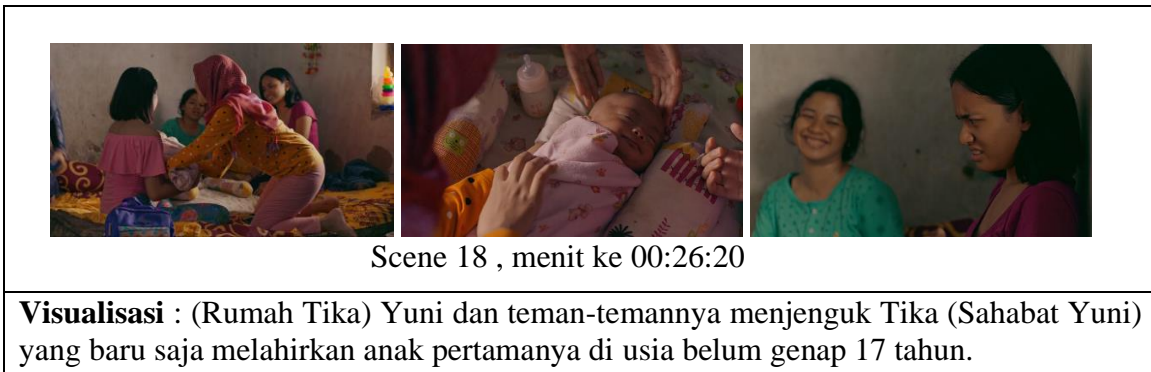 Scene 18 , menit ke 00:26:20
Visualisasi : (Rumah Tika) Yuni dan teman-temannya menjenguk Tika (Sahabat Yuni)
yang baru saja melahirkan anak pertamanya di usia belum genap 17 tahun.